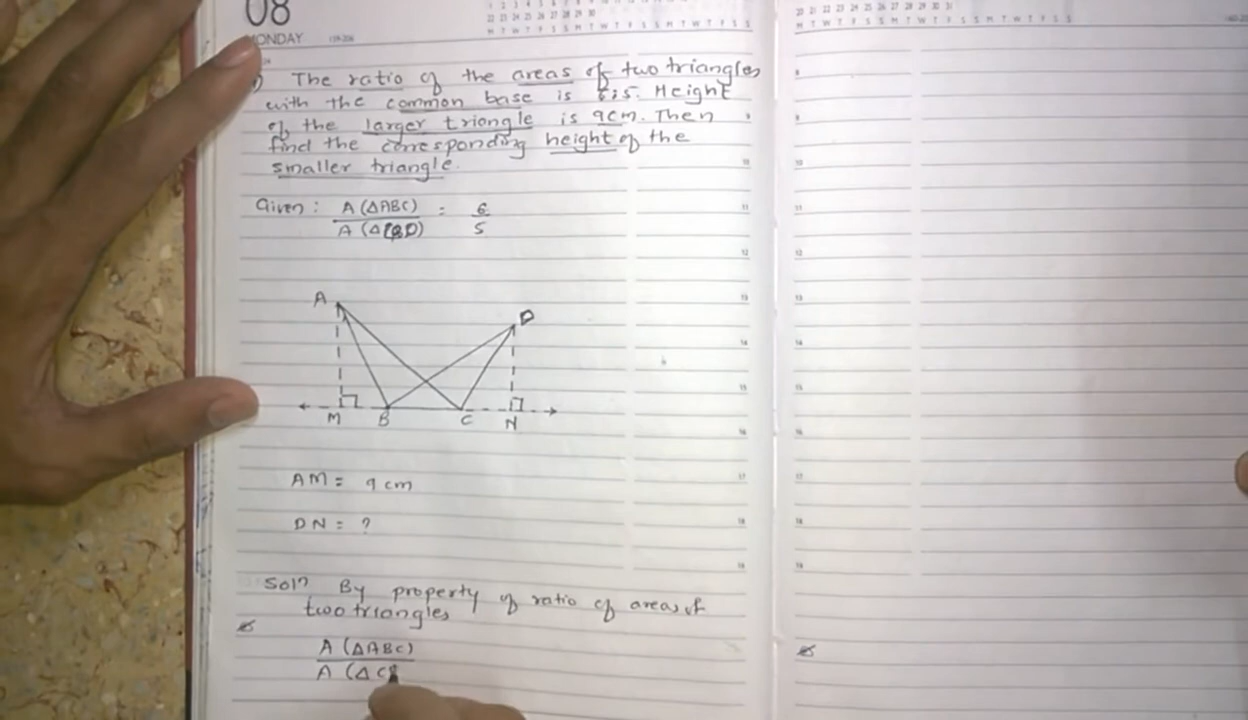 08
MONDAY
The ratio of the areas of two triangles
with the common base is 6:5. Height
of the larger triangle is 9cm. Then
find the corresponding height of the
smaller triangle.
Given : A (△ABC) = 6
A (△ ) 5
A
D
M B C N
AM = 9 cm
DN = ?
Solⁿ By property of ratio of areas of
two triangles
A (△ABC)
A (△ C